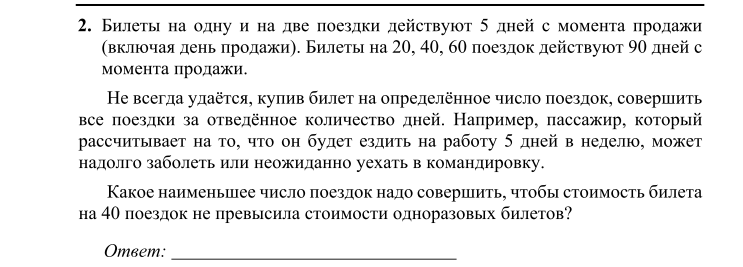 2. Билеты на одну и на две поездки действуют 5 дней с момента продажи
(включая день продажи). Билеты на 20, 40, 60 поездок действуют 90 дней с
момента продажи.
Не всегда удаётся, купив билет на определённое число поездок, совершить
все поездки за отведённое количество дней. Например, пассажир, который
рассчитывает на то, что он будет ездить на работу 5 дней в неделю, может
надолго заболеть или неожиданно уехать в командировку.
Какое наименьшее число поездок надо совершить, чтобы стоимость билета
на 40 поездок не превысила стоимости одноразовых билетов?
Ответ: